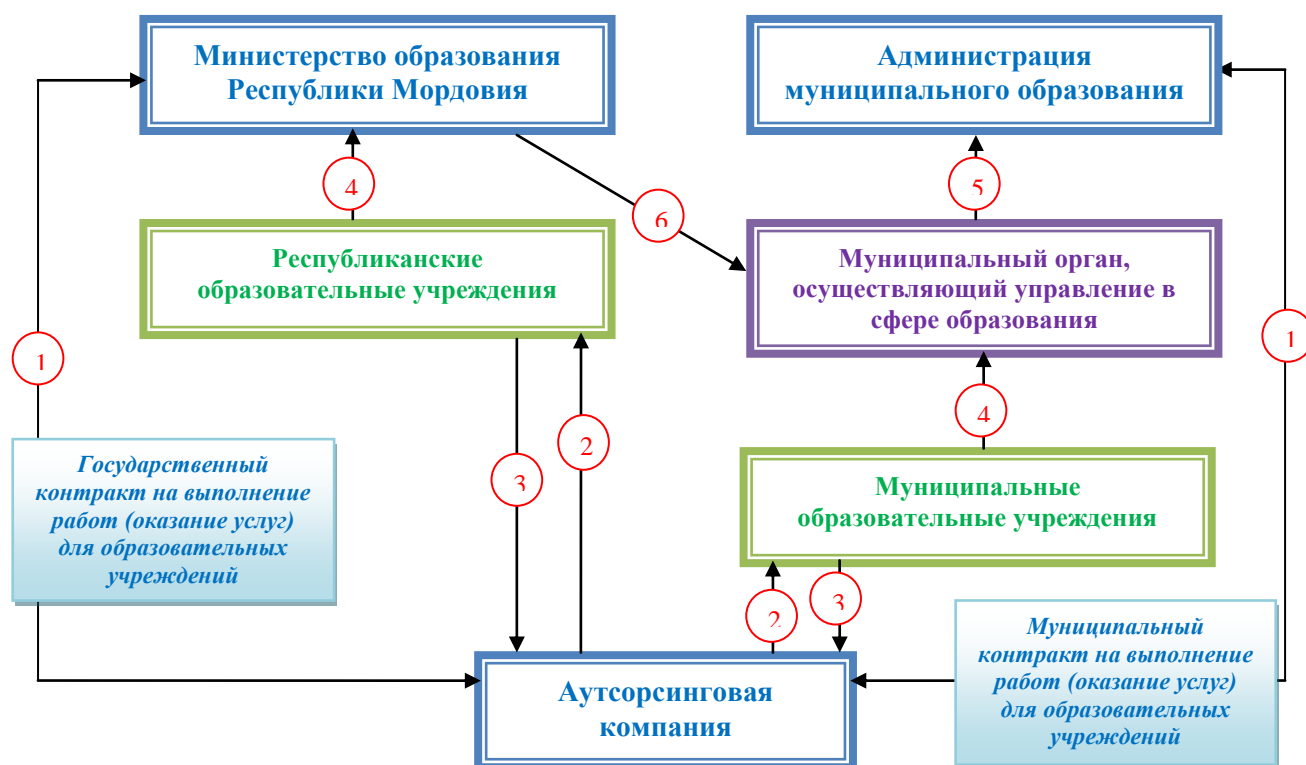 Министерство образования
Республики Мордовия
Администрация
муниципального образования
4
5
6
Республиканские
образовательные учреждения
Муниципальный орган,
осуществляющий управление в
сфере образования
1
1
4
2
3
Государственный
контракт на выполнение
работ (оказание услуг)
для образовательных
учреждений
Муниципальные
образовательные учреждения
2
3
Муниципальный
контракт на выполнение
работ (оказание услуг)
для образовательных
учреждений
Аутсорсинговая
компания